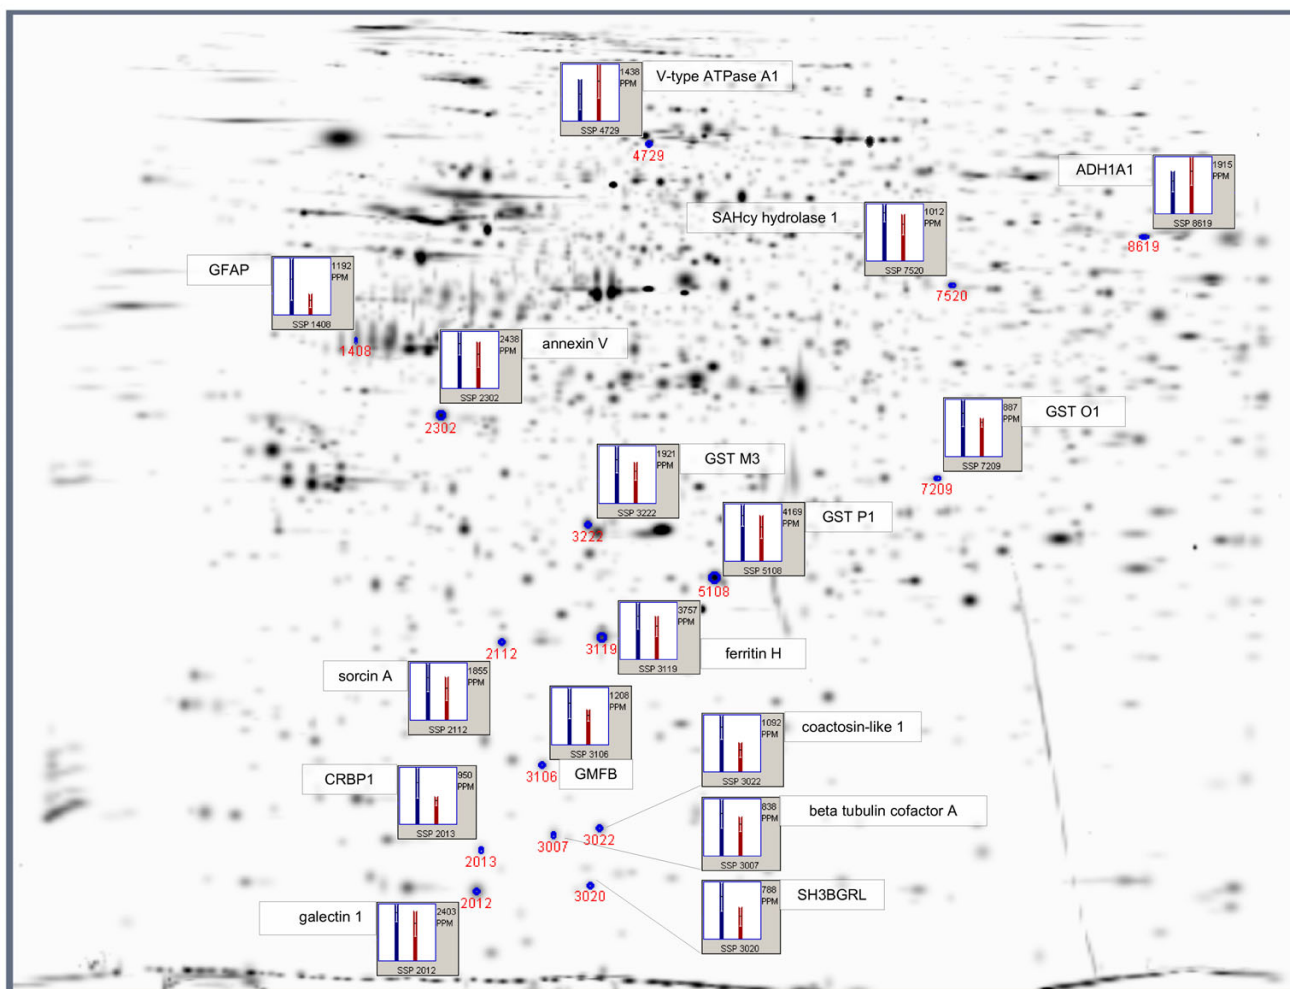 1438
PPM
V-type ATPase A1
SSP 4729
4729
ADH1A1
1915
PPM
SSP 8619
8619
SAHcy hydrolase 1
1012
PPM
SSP 7520
7520
GFAP
1192
PPM
SSP 1408
1408
2438
PPM
annexin V
SSP 2302
2302
887
PPM
GST O1
SSP 7209
7209
1921
PPM
GST M3
SSP 3222
3222
4169
PPM
GST P1
SSP 5108
5108
3757
PPM
ferritin H
SSP 3119
3119
2112
sorcin A
1855
PPM
SSP 2112
1208
PPM
SSP 3106
3106
GMFB
1092
PPM
coactosin-like 1
SSP 3022
3022
CRBP1
950
PPM
SSP 2013
2013
838
PPM
beta tubulin cofactor A
SSP 3007
3007
2012
3020
788
PPM
SH3BGRL
SSP 3020
galectin 1
2403
PPM
SSP 2012